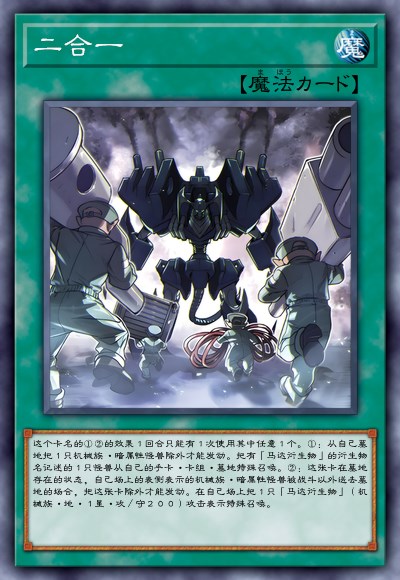 二合一
魔
【魔法カード】
这个卡名的①②的效果1回合只能有1次使用其中任意1个。①：从自己墓
地把1只机械族·暗属性怪兽除外才能发动。把有「马达衍生物」的衍生物
名记述的1只怪兽从自己的手卡·卡组·墓地特殊召唤。②：这张卡在墓地
存在的状态，自己场上的表侧表示的机械族·暗属性怪兽被战斗以外送去墓
地的场合，把这张卡除外才能发动。在自己场上把1只「马达衍生物」（机
械族·地·1星·攻／守200）攻击表示特殊召唤。